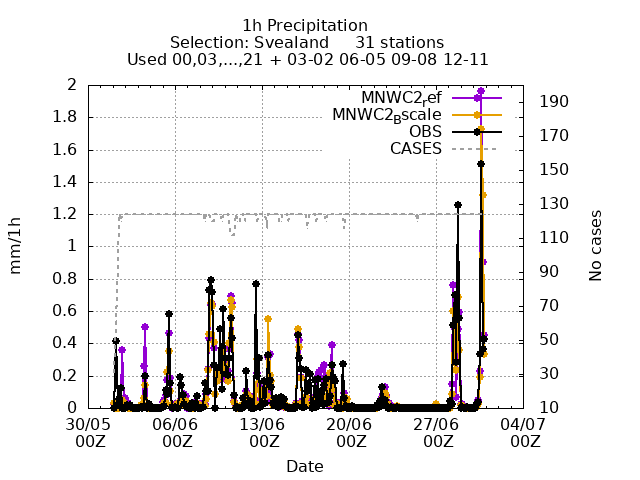 1h Precipitation
Selection: Svealand 31 stations
Used 00,03,...,21 + 03-02 06-05 09-08 12-11
MNWC2ref
MNWC2Bscale
OBS
CASES
mm/1h
2
1.8
1.6
1.4
1.2
1
0.8
0.6
0.4
0.2
0
190
170
150
130
110
90
70
50
30
10
No cases
30/05 06/06 13/06 20/06 27/06 04/07
00Z 00Z 00Z 00Z 00Z 00Z
Date